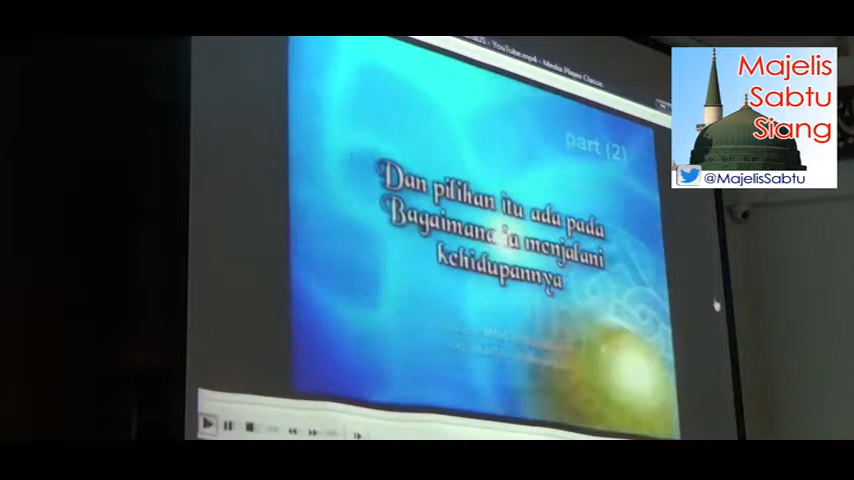 YouTube.mp4 - Media Player Classic
part (2)
Dan pilihan itu ada pada
Bagaimana ia menjalani
kehidupannya
Majelis
Sabtu
Siang
@MajelisSabtu